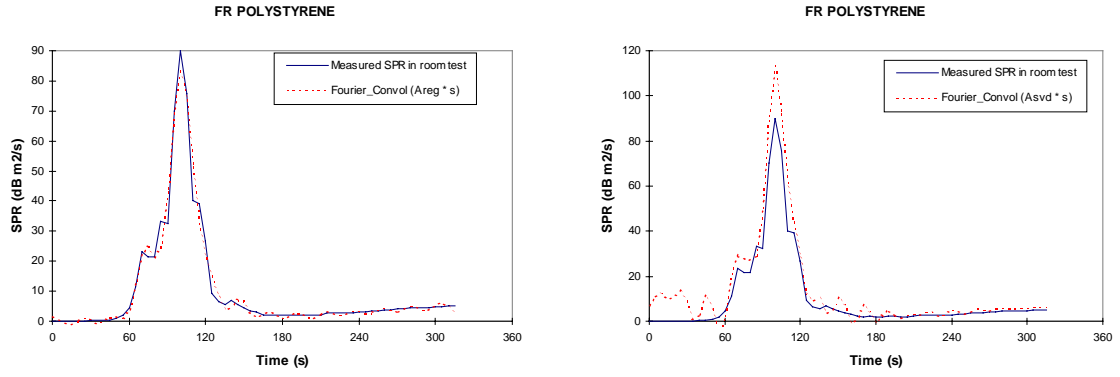 FR POLYSTYRENE
90
80
70
60
50
40
30
20
10
0
SPR (dB m2/s)
Measured SPR in room test
Fourier_Convol (Areg * s)
0 60 120 180 240 300 360
Time (s)
FR POLYSTYRENE
120
100
80
60
40
20
0
SPR (dB m2/s)
Measured SPR in room test
Fourier_Convol (Asvd * s)
0 60 120 180 240 300 360
Time (s)